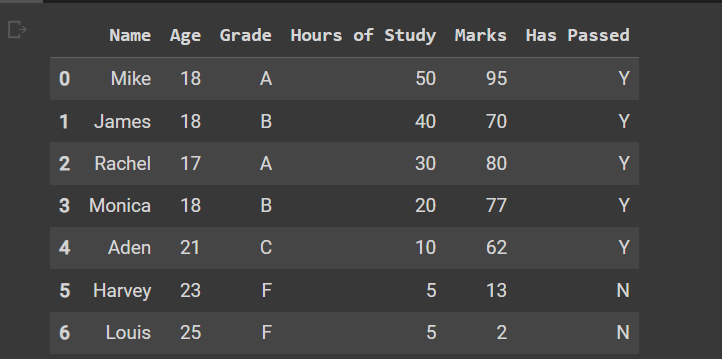 Name Age Grade Hours of Study Marks Has Passed
0 Mike 18 A 50 95 Y
1 James 18 B 40 70 Y
2 Rachel 17 A 30 80 Y
3 Monica 18 B 20 77 Y
4 Aden 21 C 10 62 Y
5 Harvey 23 F 5 13 N
6 Louis 25 F 5 2 N